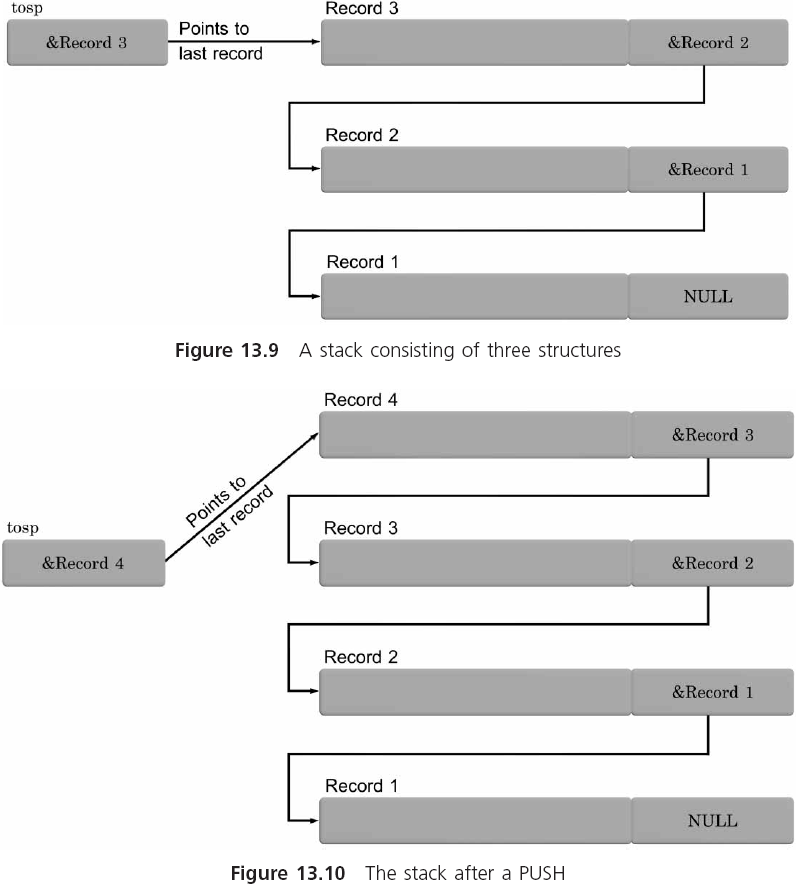 tosp
&Record 3
Points to
last record
Record 3
&Record 2
Record 2
&Record 1
Record 1
NULL
Figure 13.9 A stack consisting of three structures
Record 4
&Record 3
Points to
last record
tosp
&Record 4
Record 3
&Record 2
Record 2
&Record 1
Record 1
NULL
Figure 13.10 The stack after a PUSH